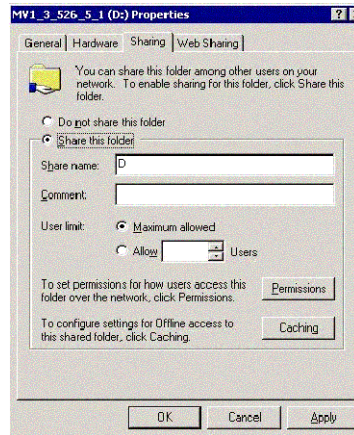 MV1_3_526_5_1 (D:) Properties
General Hardware Sharing Web Sharing
You can share this folder among other users on your
network. To enable sharing for this folder, click Share this
folder.
Do not share this folder
Share this folder
Share name: D
Comment:
User limit: Maximum allowed
Allow Users
To set permissions for how users access this
folder over the network, click Permissions.
Permissions
To configure settings for Offline access to
this shared folder, click Caching.
Caching
OK Cancel Apply